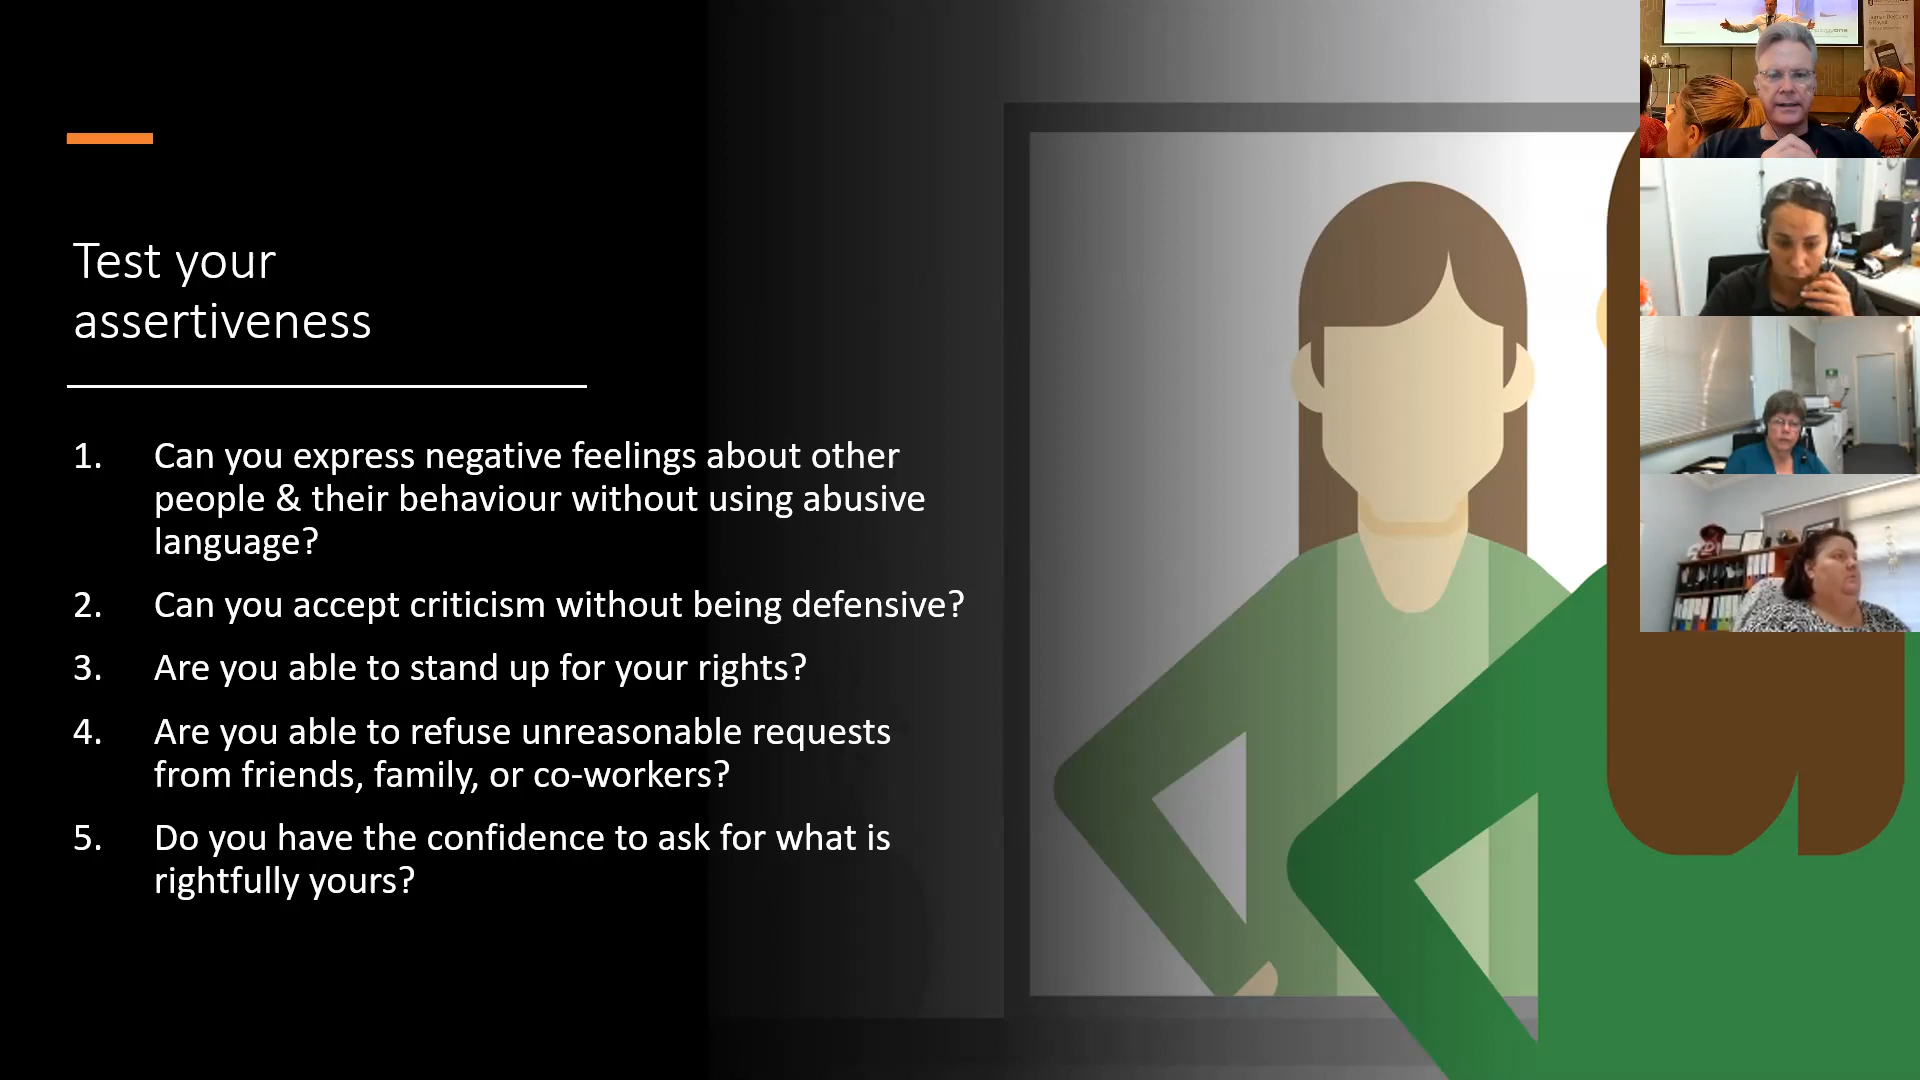 Test your
assertiveness
1. Can you express negative feelings about other
people & their behaviour without using abusive
language?
2. Can you accept criticism without being defensive?
3. Are you able to stand up for your rights?
4. Are you able to refuse unreasonable requests
from friends, family, or co-workers?
5. Do you have the confidence to ask for what is
rightfully yours?